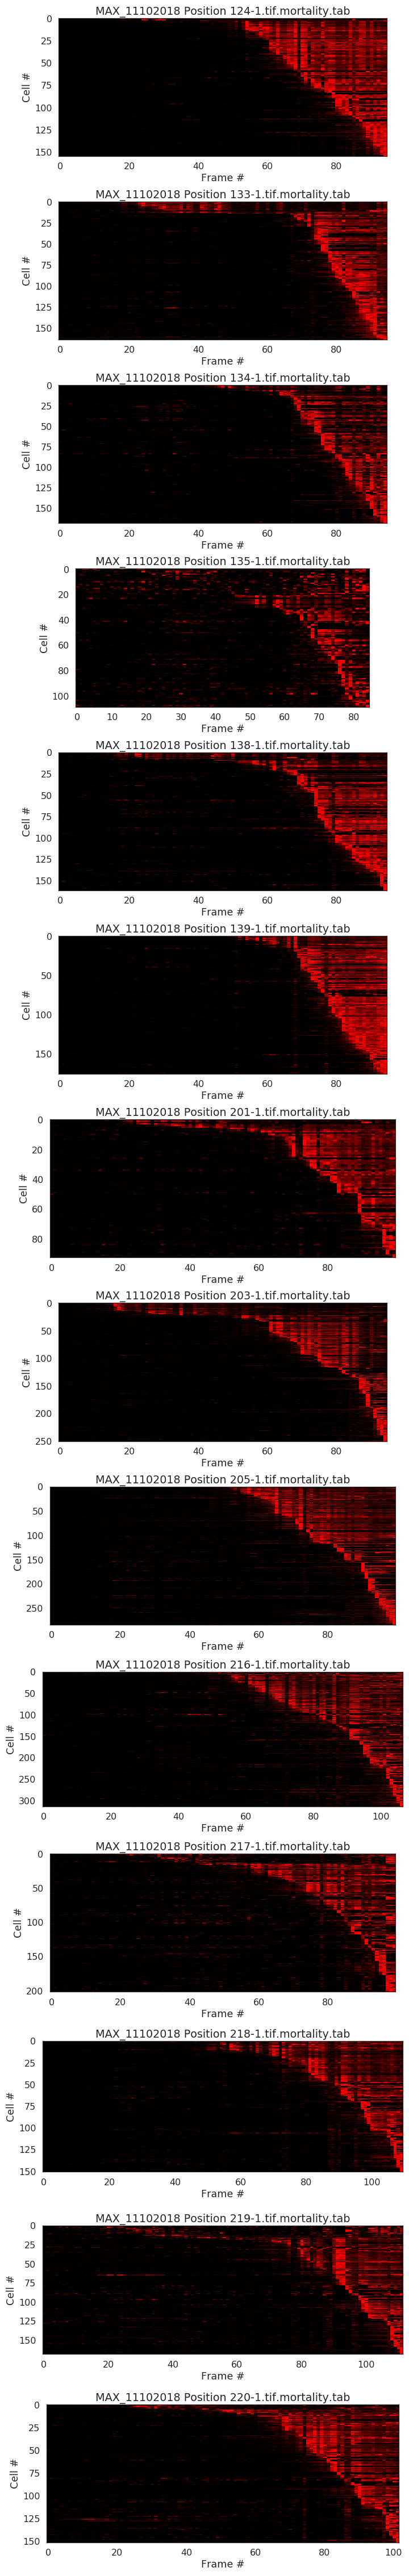 MAX_11102018 Position 124-1.tif.mortality.tab
0
25
50
75
100
125
150
Cell #
0 20 40 60 80
Frame #
MAX_11102018 Position 133-1.tif.mortality.tab
0
25
50
75
100
125
150
Cell #
0 20 40 60 80
Frame #
MAX_11102018 Position 134-1.tif.mortality.tab
0
25
50
75
100
125
150
Cell #
0 20 40 60 80
Frame #
MAX_11102018 Position 135-1.tif.mortality.tab
0
20
40
60
80
100
Cell #
0 10 20 30 40 50 60 70 80
Frame #
MAX_11102018 Position 138-1.tif.mortality.tab
0
25
50
75
100
125
150
Cell #
0 20 40 60 80
Frame #
MAX_11102018 Position 139-1.tif.mortality.tab
0
50
100
150
Cell #
0 20 40 60 80
Frame #
MAX_11102018 Position 201-1.tif.mortality.tab
0
20
40
60
80
Cell #
0 20 40 60 80
Frame #
MAX_11102018 Position 203-1.tif.mortality.tab
0
50
100
150
200
250
Cell #
0 20 40 60 80
Frame #
MAX_11102018 Position 205-1.tif.mortality.tab
0
50
100
150
200
250
Cell #
0 20 40 60 80
Frame #
MAX_11102018 Position 216-1.tif.mortality.tab
0
50
100
150
200
250
300
Cell #
0 20 40 60 80 100
Frame #
MAX_11102018 Position 217-1.tif.mortality.tab
0
50
100
150
200
Cell #
0 20 40 60 80
Frame #
MAX_11102018 Position 218-1.tif.mortality.tab
0
25
50
75
100
125
150
Cell #
0 20 40 60 80 100
Frame #
MAX_11102018 Position 219-1.tif.mortality.tab
0
25
50
75
100
125
150
Cell #
0 20 40 60 80 100
Frame #
MAX_11102018 Position 220-1.tif.mortality.tab
0
25
50
75
100
125
150
Cell #
0 20 40 60 80 100
Frame #